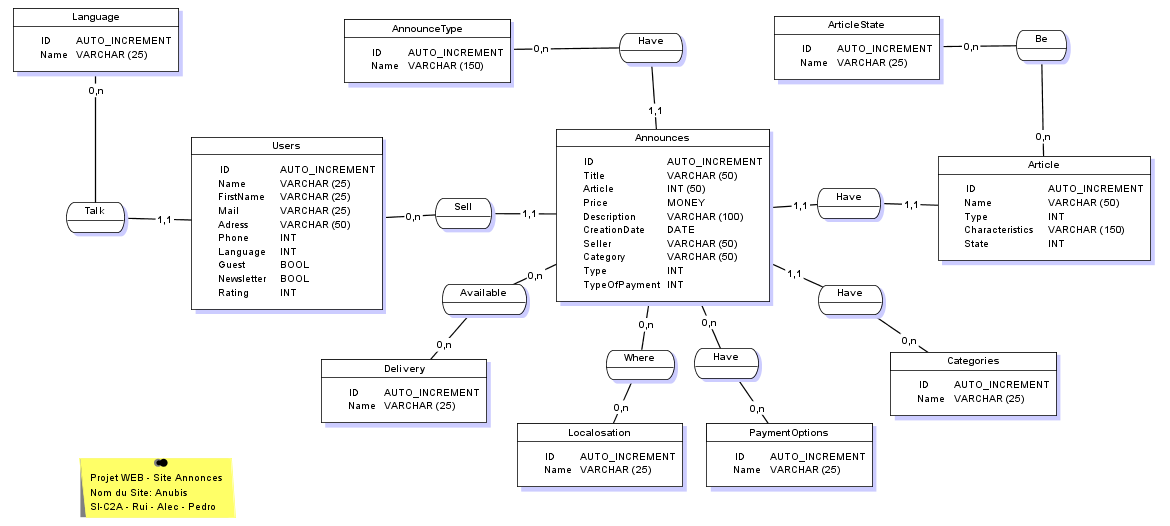 Language
ID AUTO_INCREMENT
Name VARCHAR (25)
0,n
Talk
1,1
AnnounceType
ID AUTO_INCREMENT
Name VARCHAR (150)
0,n
Have
1,1
ArticleState
ID AUTO_INCREMENT
Name VARCHAR (25)
0,n
Be
0,n
Users
ID AUTO_INCREMENT
Name VARCHAR (25)
FirstName VARCHAR (25)
Mail VARCHAR (25)
Adress VARCHAR (50)
Phone INT
Language INT
Guest BOOL
Newsletter BOOL
Rating INT
0,n
Sell
1,1
Announces
ID AUTO_INCREMENT
Title VARCHAR (50)
Article INT (50)
Price MONEY
Description VARCHAR (100)
CreationDate DATE
Seller VARCHAR (50)
Category VARCHAR (50)
Type INT
TypeOfPayment INT
1,1
Have
1,1
Article
ID AUTO_INCREMENT
Name VARCHAR (50)
Type INT
Characteristics VARCHAR (150)
State INT
0,n
Available
0,n
Delivery
ID AUTO_INCREMENT
Name VARCHAR (25)
0,n
Where
0,n
Localosation
ID AUTO_INCREMENT
Name VARCHAR (25)
0,n
Have
0,n
PaymentOptions
ID AUTO_INCREMENT
Name VARCHAR (25)
1,1
Have
0,n
Categories
ID AUTO_INCREMENT
Name VARCHAR (25)
Projet WEB - Site Annonces
Nom du Site: Anubis
SI-C2A - Rui - Alec - Pedro